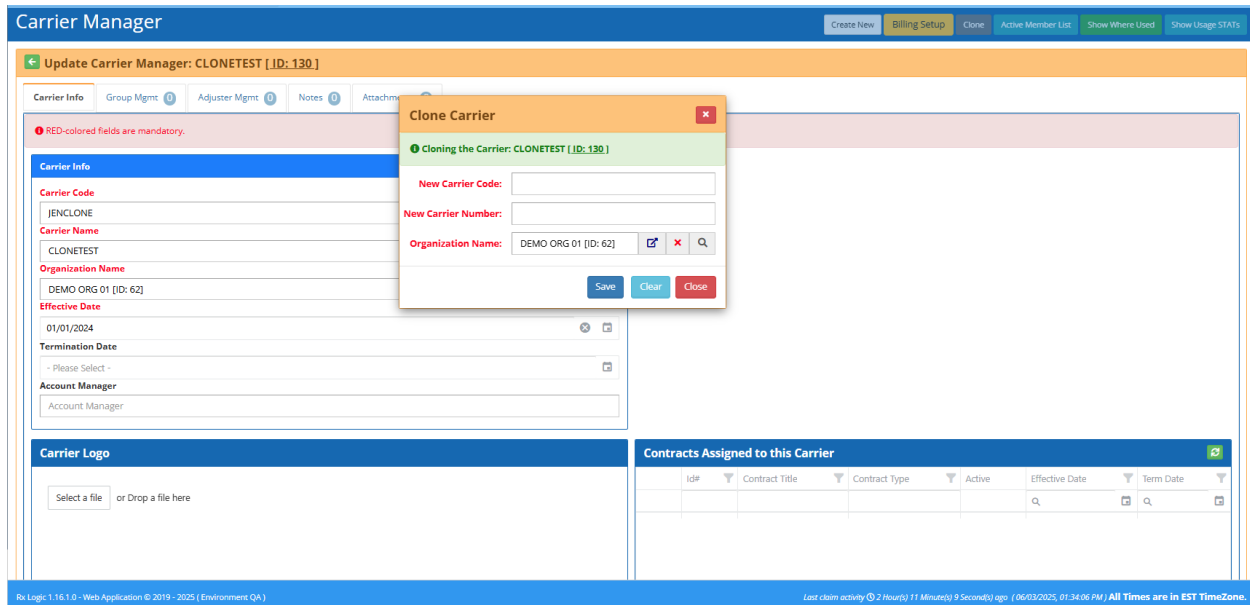 Carrier Manager
Create New Billing Setup Clone Active Member List Show Where Used Show Usage STATs
Update Carrier Manager: CLONETEST [ ID: 130 ]
Carrier Info Group Mgmt 0 Adjuster Mgmt 0 Notes 0
RED-colored fields are mandatory.
Carrier Info
Carrier Code
JENCLONE
Carrier Name
CLONETEST
Organization Name
DEMO ORG 01 [ID: 62]
Effective Date
01/01/2024
Termination Date
- Please Select -
Account Manager
Account Manager
Clone Carrier
Cloning the Carrier: CLONETEST [ ID: 130 ]
New Carrier Code:
New Carrier Number:
Organization Name: DEMO ORG 01 [ID: 62]
Save Clear Close
Carrier Logo
Select a file or Drop a file here
Contracts Assigned to this Carrier
Id# Contract Title Contract Type Active Effective Date Term Date
Rx Logic 1.16.1.0 - Web Application © 2019 - 2025 ( Environment QA )
Last claim activity 2 Hour(s) 11 Minute(s) 9 Second(s) ago ( 06/03/2025, 01:34:06 PM ) All Times are in EST TimeZone.